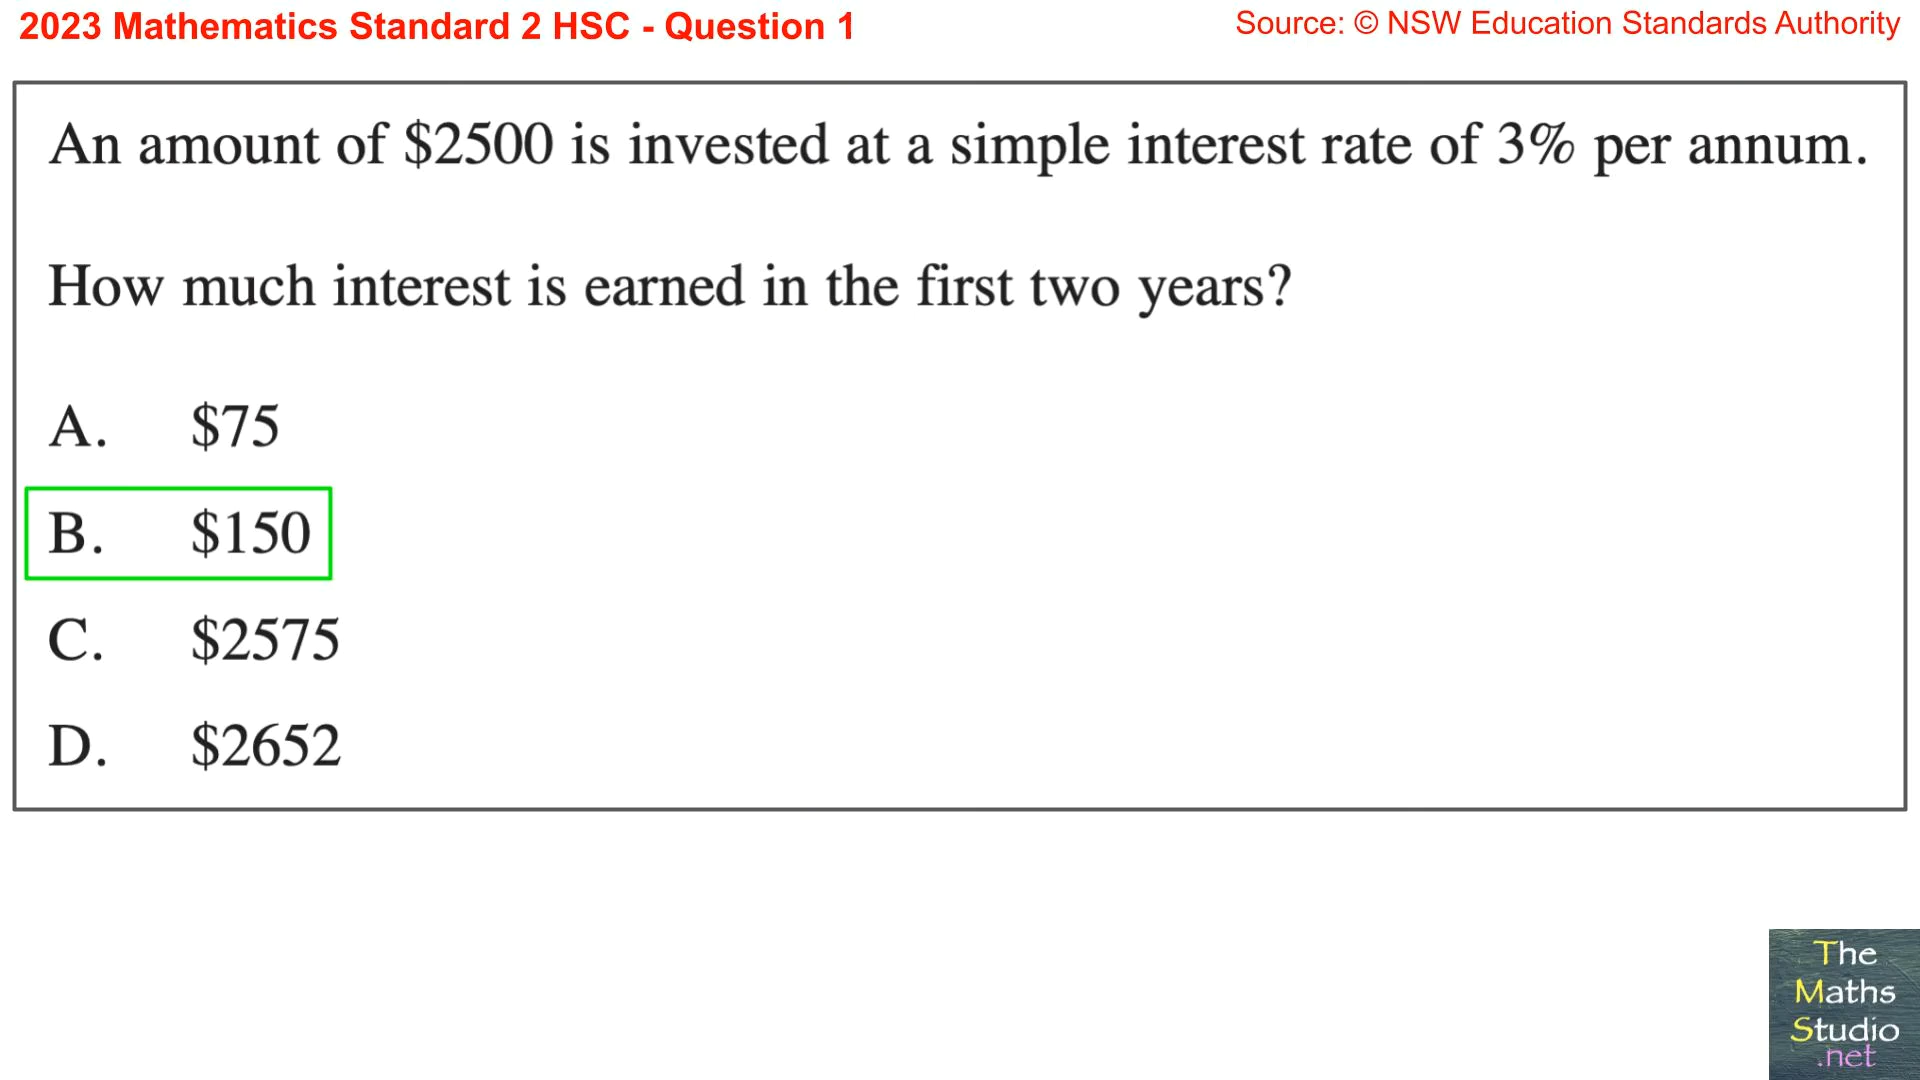 2023 Mathematics Standard 2 HSC - Question 1
Source: © NSW Education Standards Authority
An amount of $2500 is invested at a simple interest rate of 3% per annum.
How much interest is earned in the first two years?
A. $75
B. $150
C. $2575
D. $2652
The
Maths
Studio
.net